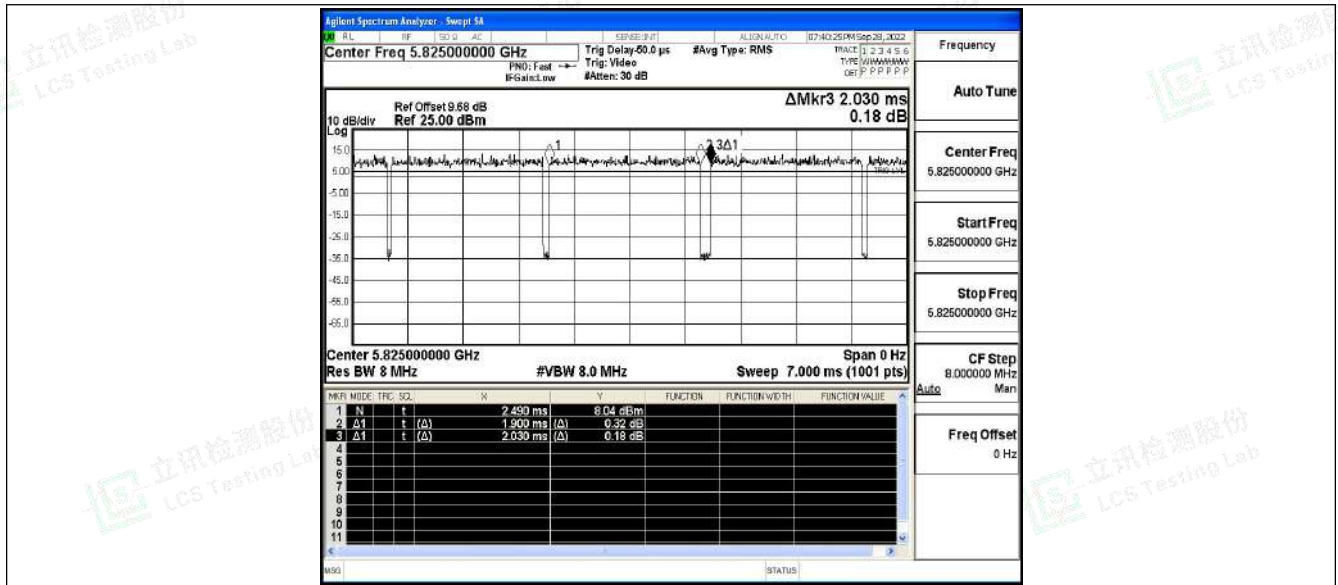 立讯检测股份
LCS Testing Lab
Agilent Spectrum Analyzer - Swept SA
RL RF 50 Ω AC SENSE:INT ALIGN AUTO 07:40:25 PM Sep 28, 2022
Center Freq 5.825000000 GHz
PNO: Fast
IFGain:Low
Trig Delay-50.0 µs
Trig: Video
#Atten: 30 dB
#Avg Type: RMS
TRACE 1 2 3 4 5 6
TYPE
DET P P P P P P
Frequency
Auto Tune
Center Freq
5.825000000 GHz
Start Freq
5.825000000 GHz
Stop Freq
5.825000000 GHz
CF Step
8.000000 MHz
Auto Man
Freq Offset
0 Hz
ΔMkr3 2.030 ms
0.18 dB
Ref Offset 9.68 dB
10 dB/div Ref 25.00 dBm
Log
15.0
5.00
-5.00
-15.0
-25.0
-35.0
-45.0
-55.0
-65.0
1
3Δ1
TRIG LVL
Center 5.825000000 GHz Span 0 Hz
Res BW 8 MHz #VBW 8.0 MHz Sweep 7.000 ms (1001 pts)
MKR MODE TRC SCL X Y FUNCTION FUNCTION WIDTH FUNCTION VALUE
1 N t 2.490 ms 8.04 dBm
2 Δ1 t (Δ) 1.900 ms (Δ) 0.32 dB
3 Δ1 t (Δ) 2.030 ms (Δ) 0.18 dB
4
5
6
7
8
9
10
11
MSG STATUS
立讯检测股份
LCS Testing Lab
立讯检测股份
LCS Testing Lab